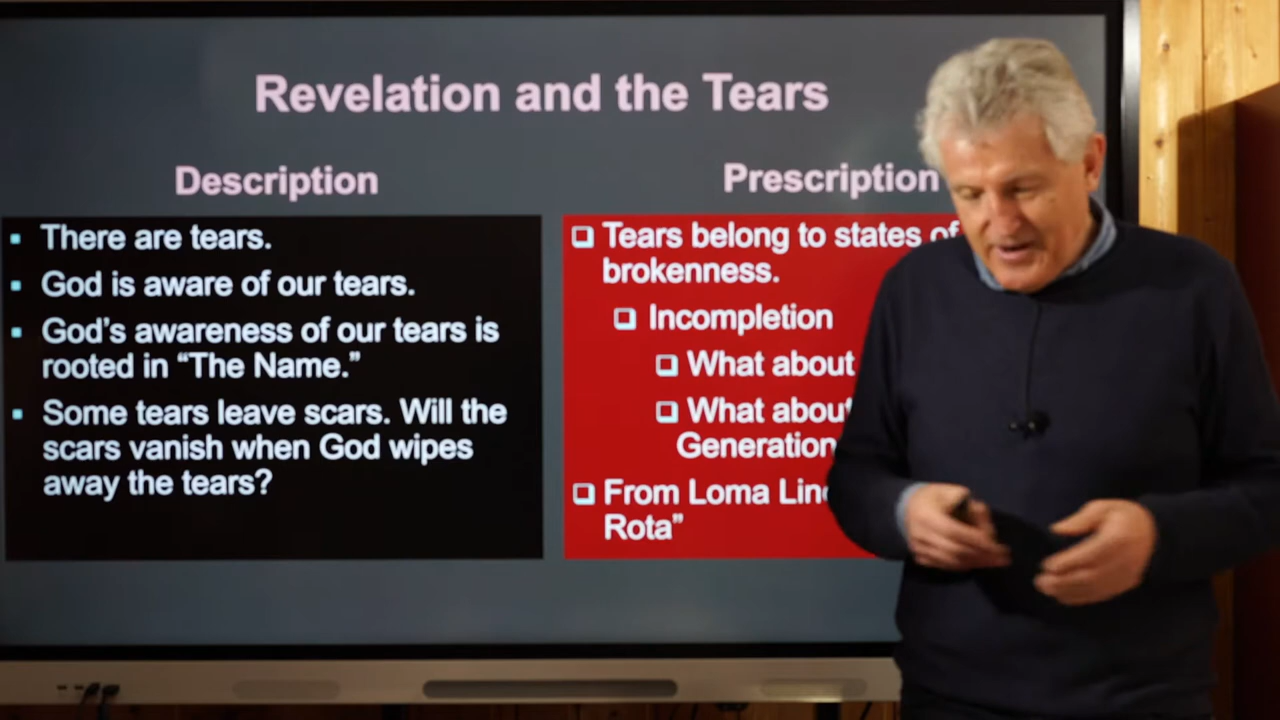 Revelation and the Tears
Description
There are tears.
God is aware of our tears.
God's awareness of our tears is
rooted in “The Name.”
Some tears leave scars. Will the
scars vanish when God wipes
away the tears?
Prescription
Tears belong to states of
brokenness.
Incompletion
What about
What about
Generation
From Loma
Rota”